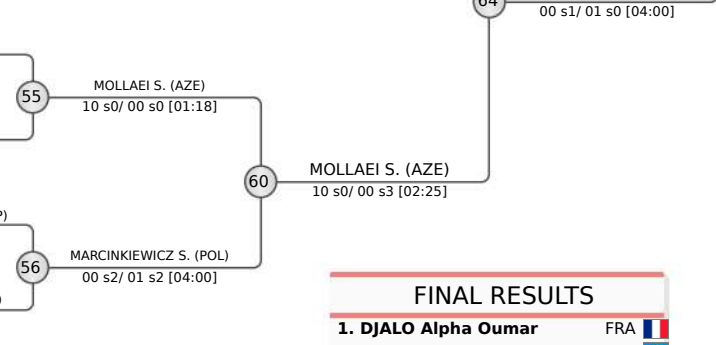 64
00 s1/ 01 s0 [04:00]
MOLLAEI S. (AZE)
55
10 s0/ 00 s0 [01:18]
MOLLAEI S. (AZE)
60
10 s0/ 00 s3 [02:25]
MARCINKIEWICZ S. (POL)
56
00 s2/ 01 s2 [04:00]
FINAL RESULTS
1. DJALO Alpha Oumar FRA